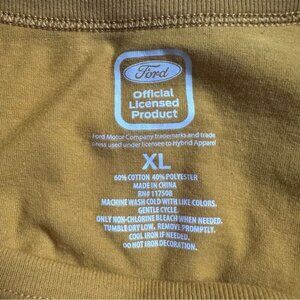 Ford
Official
Licensed
Product
Ford Motor Company trademarks and trade
dress used under licensee to Hybrid Apparel
XL
60% COTTON 40% POLYESTER
MADE IN CHINA
RN# 117508
MACHINE WASH COLD WITH LIKE COLORS.
GENTLE CYCLE.
ONLY NON-CHLORINE BLEACH WHEN NEEDED.
TUMBLE DRY LOW. REMOVE PROMPTLY.
COOL IRON IF NEEDED.
DO NOT IRON DECORATION.